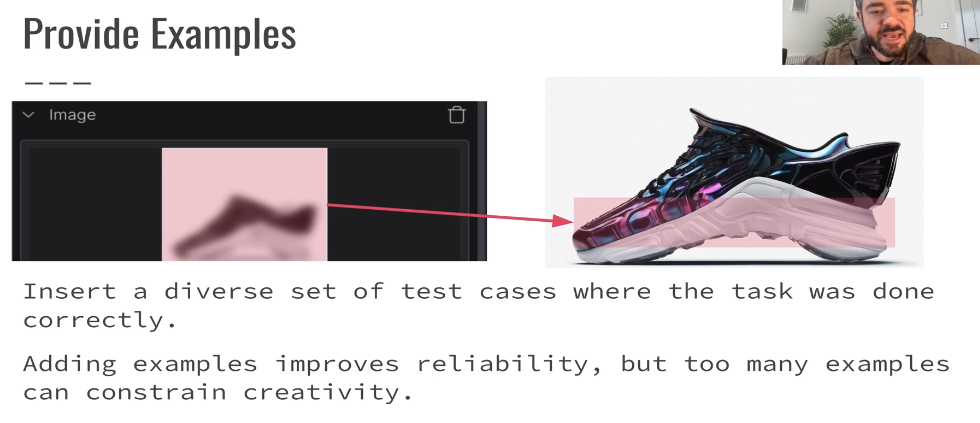 Provide Examples
Image
Insert a diverse set of test cases where the task was done
correctly.
Adding examples improves reliability, but too many examples
can constrain creativity.